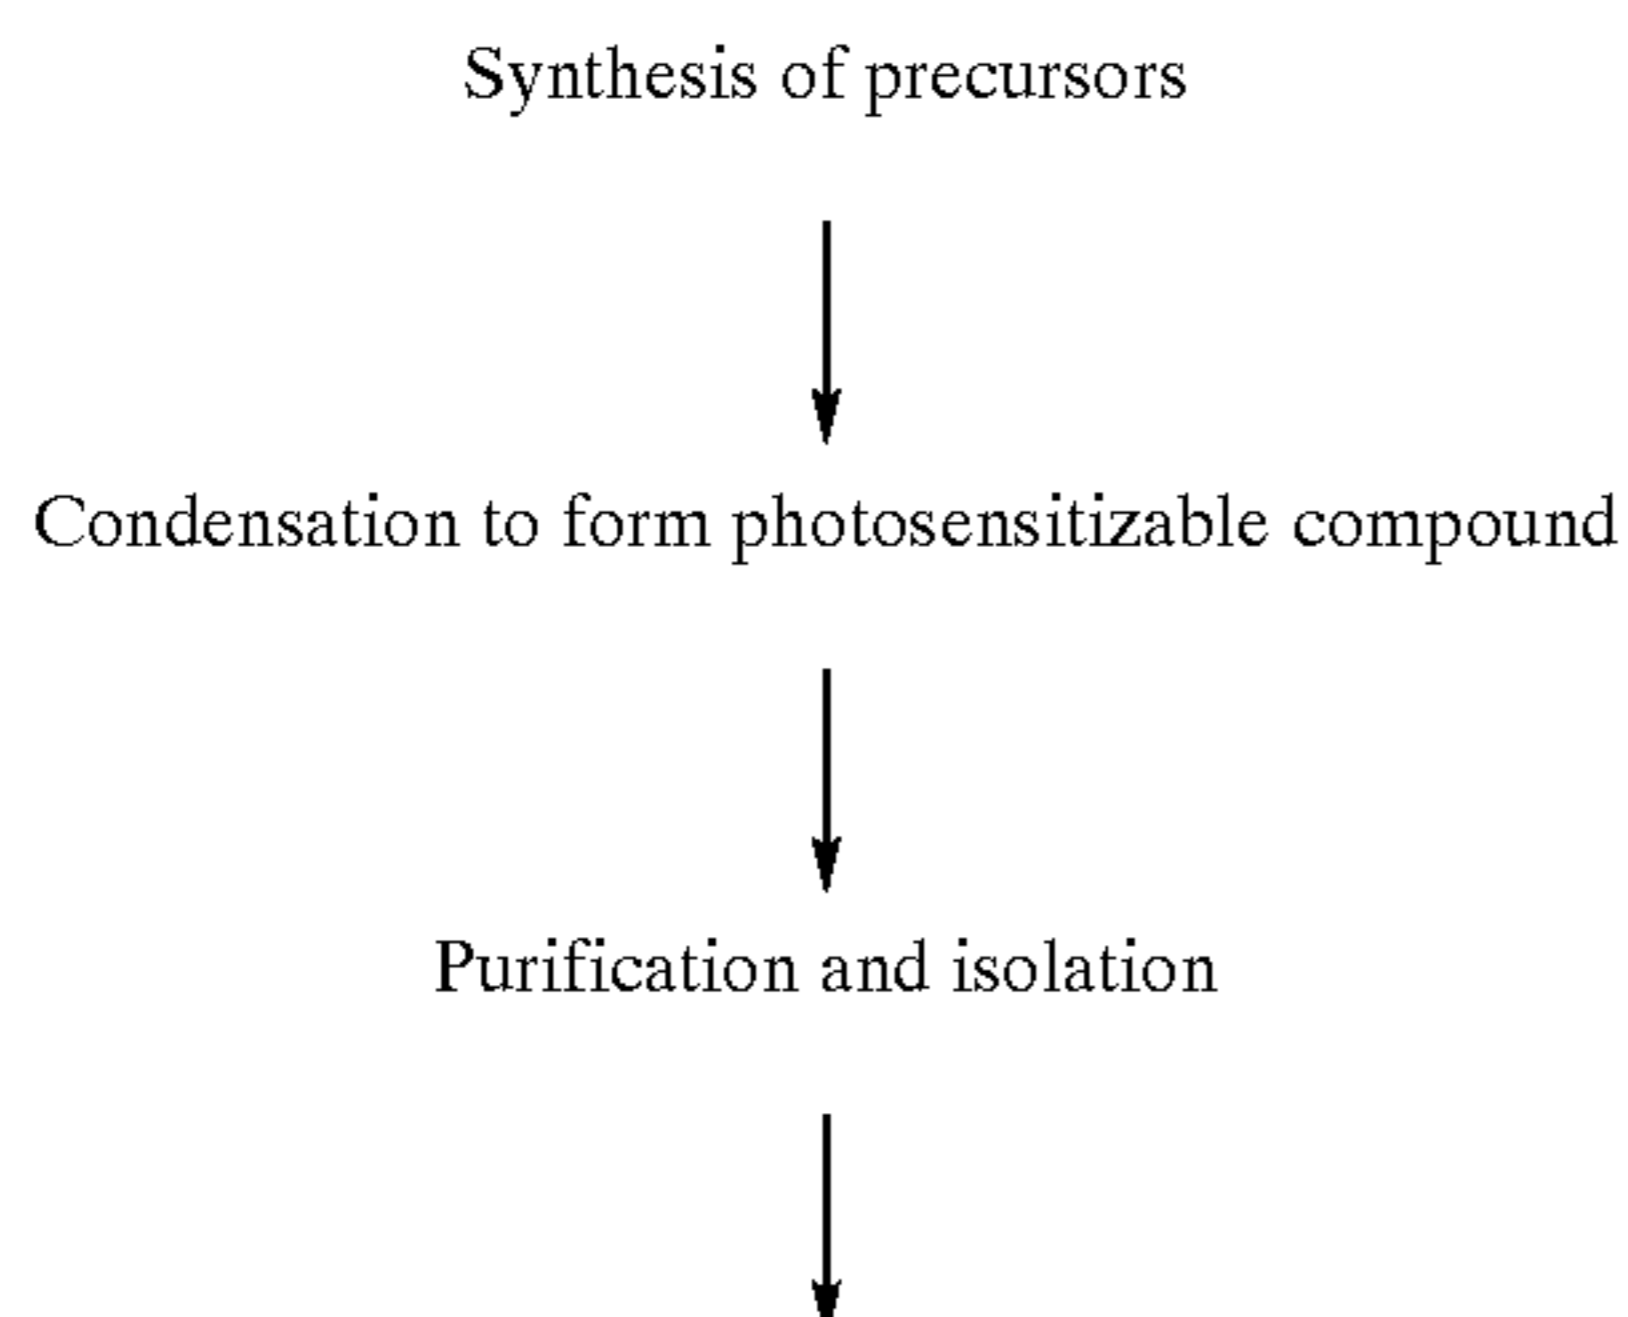 Synthesis of precursors
Condensation to form photosensitizable compound
Purification and isolation